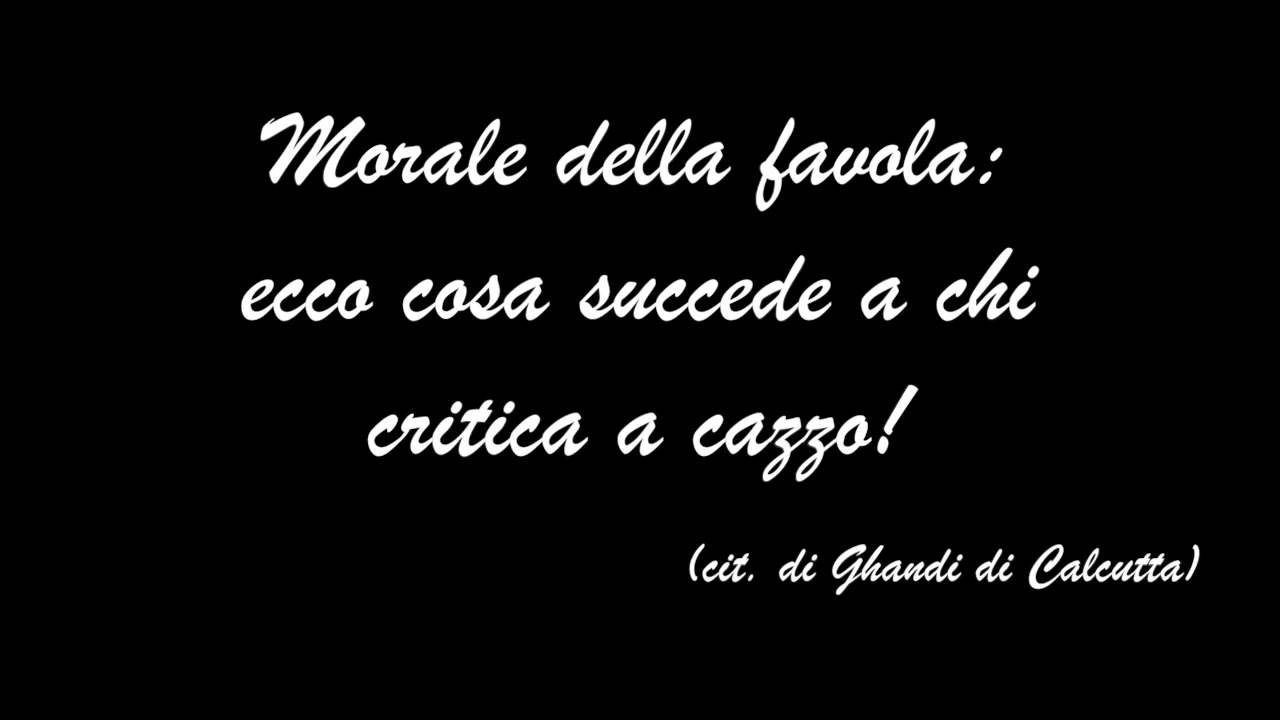 Morale della favola:
ecco cosa succede a chi
critica a cazzo!
(cit. di Ghandi di Calcutta)